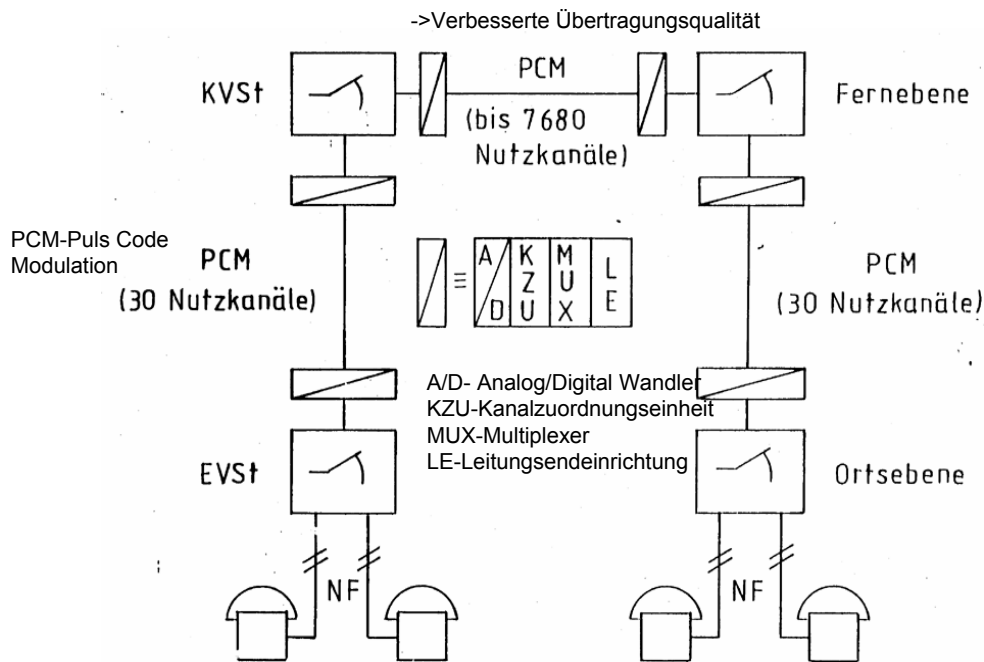 ->Verbesserte Übertragungsqualität
KVSt
PCM
(bis 7680
Nutzkanäle)
Fernebene
PCM-Puls Code
Modulation
PCM
(30 Nutzkanäle)
≡
A/D
KZU
MUX
LE
PCM
(30 Nutzkanäle)
A/D- Analog/Digital Wandler
KZU-Kanalzuordnungseinheit
MUX-Multiplexer
LE-Leitungsendeinrichtung
EVSt
Ortsebene
NF
NF